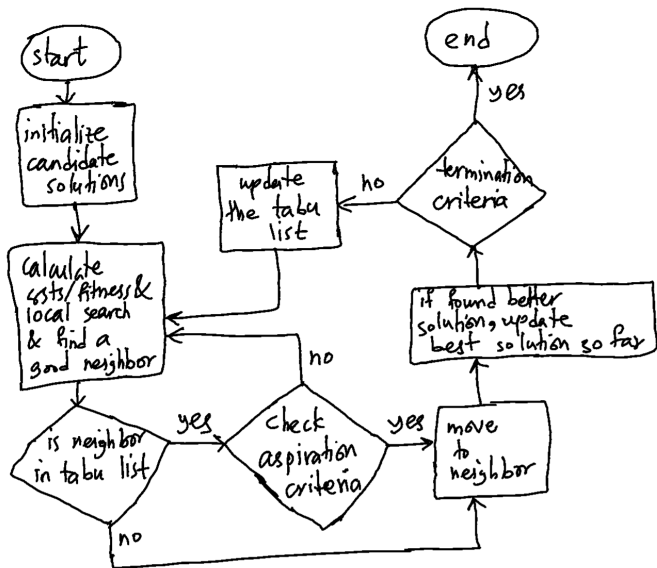 start
initialize
candidate
solutions
calculate
costs/fitness &
local search
& find a
good neighbor
is neighbor
in tabu list
yes
no
check
aspiration
criteria
no
yes
move
to
neighbor
if found better
solution, update
best solution so far
termination
criteria
no
update
the tabu
list
yes
end